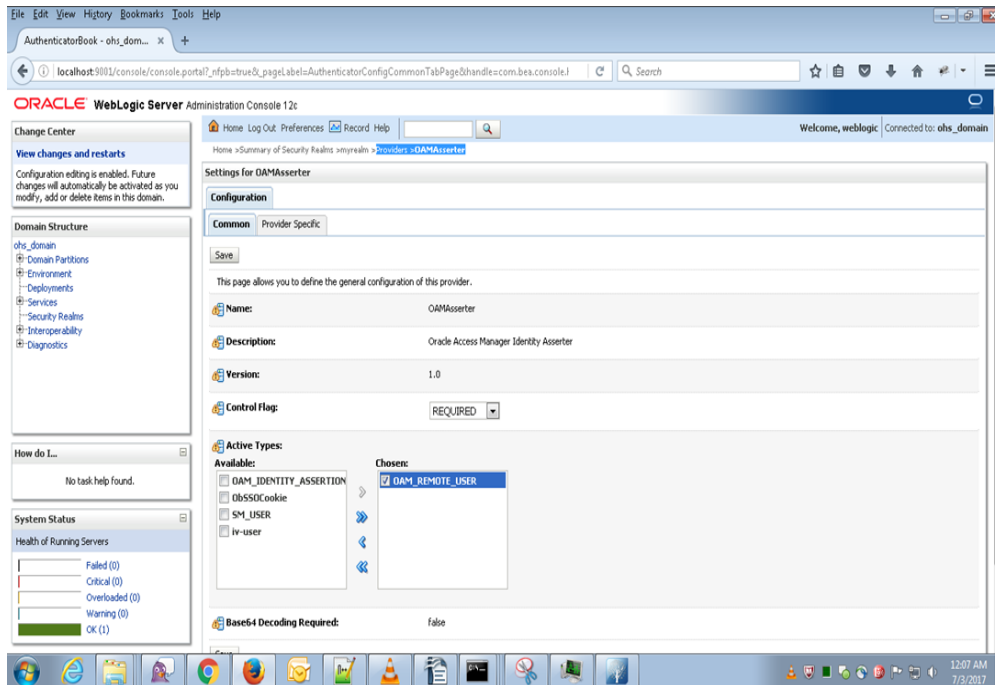 File Edit View History Bookmarks Tools Help
AuthenticatorBook - ohs_dom... x +
localhost:9001/console/console.portal?_nfpb=true&_pageLabel=AuthenticatorConfigCommonTabPage&handle=com.bea.console.l
Search
ORACLE WebLogic Server Administration Console 12c
Change Center
View changes and restarts
Configuration editing is enabled. Future
changes will automatically be activated as you
modify, add or delete items in this domain.
Domain Structure
ohs_domain
Domain Partitions
Environment
Deployments
Services
Security Realms
Interoperability
Diagnostics
How do I...
No task help found.
System Status
Health of Running Servers
Failed (0)
Critical (0)
Overloaded (0)
Warning (0)
OK (1)
Home Log Out Preferences Record Help
Welcome, weblogic Connected to: ohs_domain
Home >Summary of Security Realms >myrealm >Providers >OAMAsserter
Settings for OAMAsserter
Configuration
Common Provider Specific
Save
This page allows you to define the general configuration of this provider.
Name: OAMAsserter
Description: Oracle Access Manager Identity Asserter
Version: 1.0
Control Flag: REQUIRED
Active Types:
Available: Chosen:
OAM_IDENTITY_ASSERTION OAM_REMOTE_USER
ObSSOCookie
SM_USER
iv-user
Base64 Decoding Required: false
Save
12:07 AM
7/3/2017